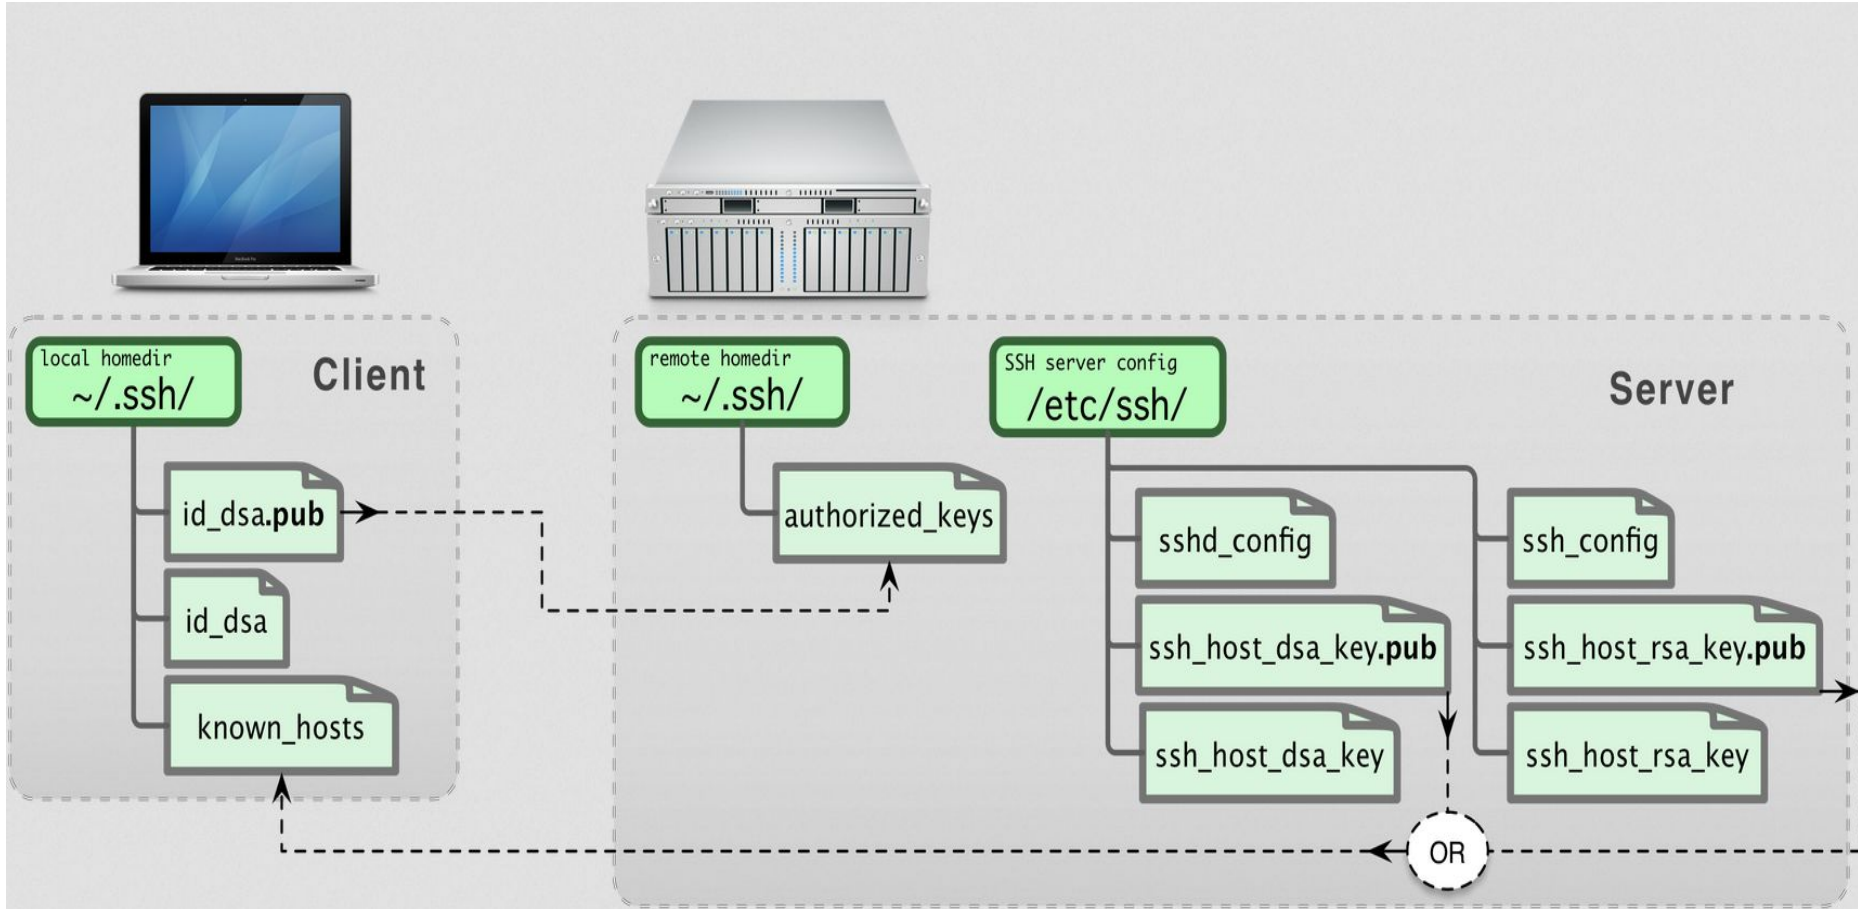 local homedir
~/.ssh/
Client
id_dsa.pub
id_dsa
known_hosts
remote homedir
~/.ssh/
authorized_keys
SSH server config
/etc/ssh/
Server
sshd_config
ssh_host_dsa_key.pub
ssh_host_dsa_key
ssh_config
ssh_host_rsa_key.pub
ssh_host_rsa_key
OR